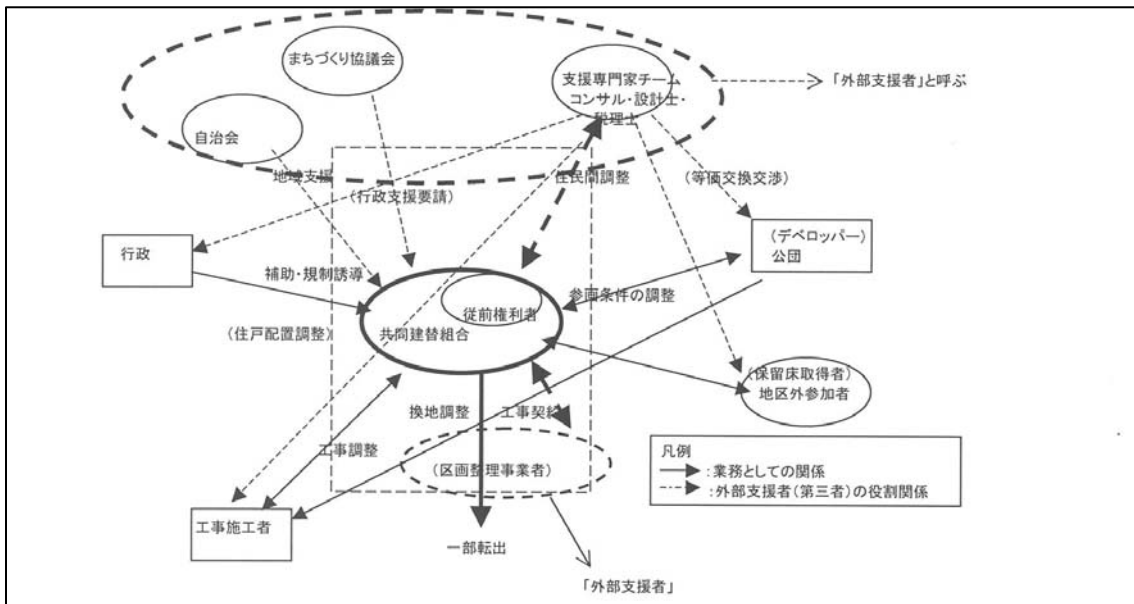 まちづくり協議会
支援専門家チーム
コンサル・設計士・
税理士
「外部支援者」と呼ぶ
自治会
地域支援
住民間調整
(行政支援要請)
(等価交換交渉)
行政
(デベロッパー)
公団
補助・規制誘導
参画条件の調整
従前権利者
共同建替組合
(住戸配置調整)
(保留床取得者)
地区外参加者
換地調整
工事契約
工事調整
(区画整理事業者)
凡例
:業務としての関係
:外部支援者(第三者)の役割関係
工事施工者
一部転出
「外部支援者」